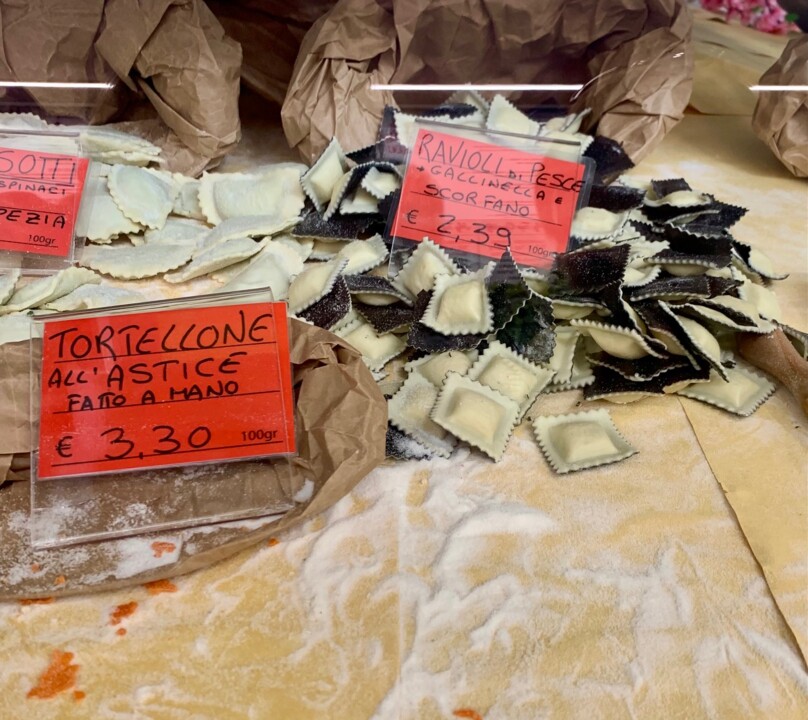 SOTTI
SPINACI
PEZIA
100gr
RAVIOLI DI PESCE
+ GALLINELLA E
SCORFANO
€ 2,39 100gr
TORTELLONE
ALL'ASTICE
FATTO A MANO
€ 3,30 100gr